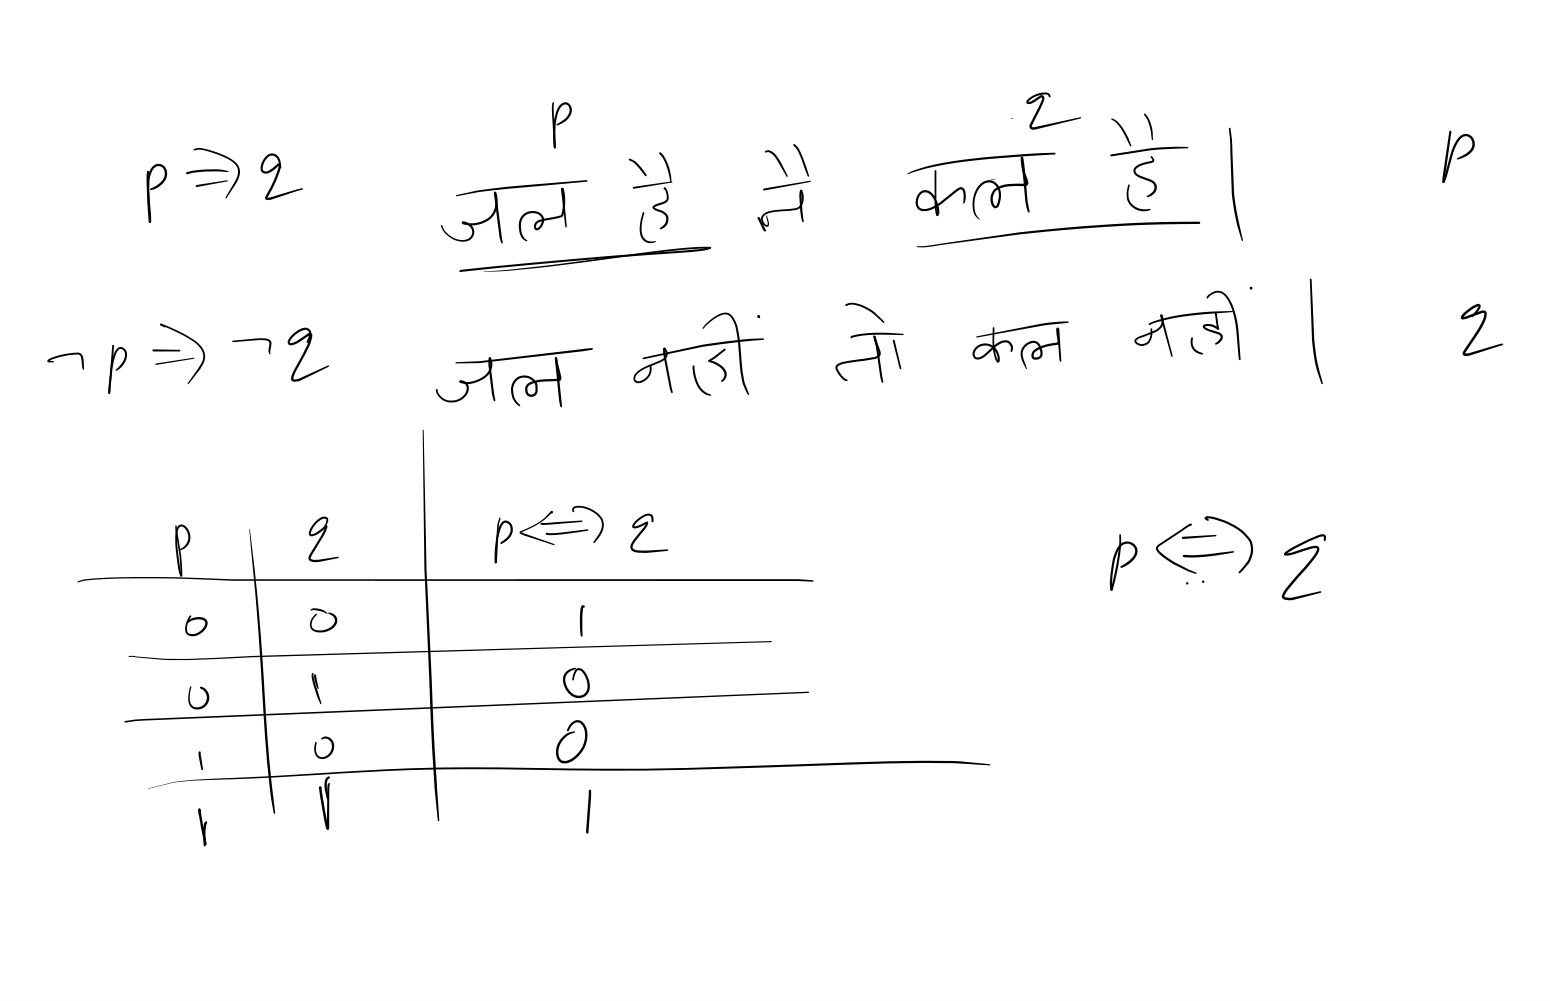 p ⇒ q जल है तो कल है | p
¬p ⇒ ¬q जल नहीं तो कल नहीं | q
p q p ⇔ q p ⇔ q
0 0 1
0 1 0
1 0 0
1 1 1